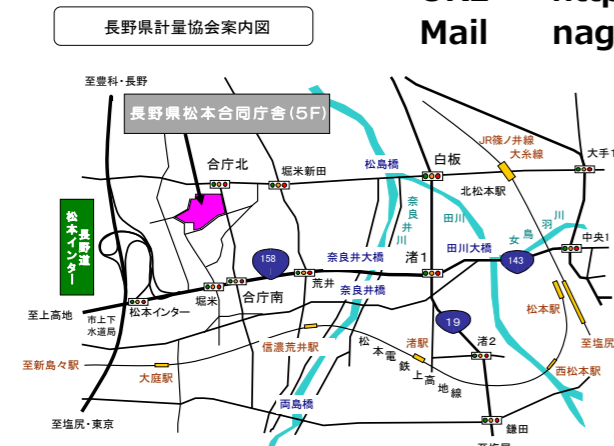 長野県計量協会案内図
Mail nag
至豊科・長野
長野県松本合同庁舎(5F)
JR篠ノ井線
大糸線
大手1
合庁北
堀米新田
松島橋
白板
北松本駅
奈良井川
田川
女鳥羽川
長野道
松本インター
158
奈良井大橋
渚1
田川大橋
143
中央1
荒井
奈良井橋
堀米
合庁南
松本インター
至上高地
市上下
水道局
19
松本駅
信濃荒井駅
渚駅
渚2
至塩尻
松本電鉄上高地線
至新島々駅
大庭駅
西松本駅
両島橋
至塩尻・東京
鎌田